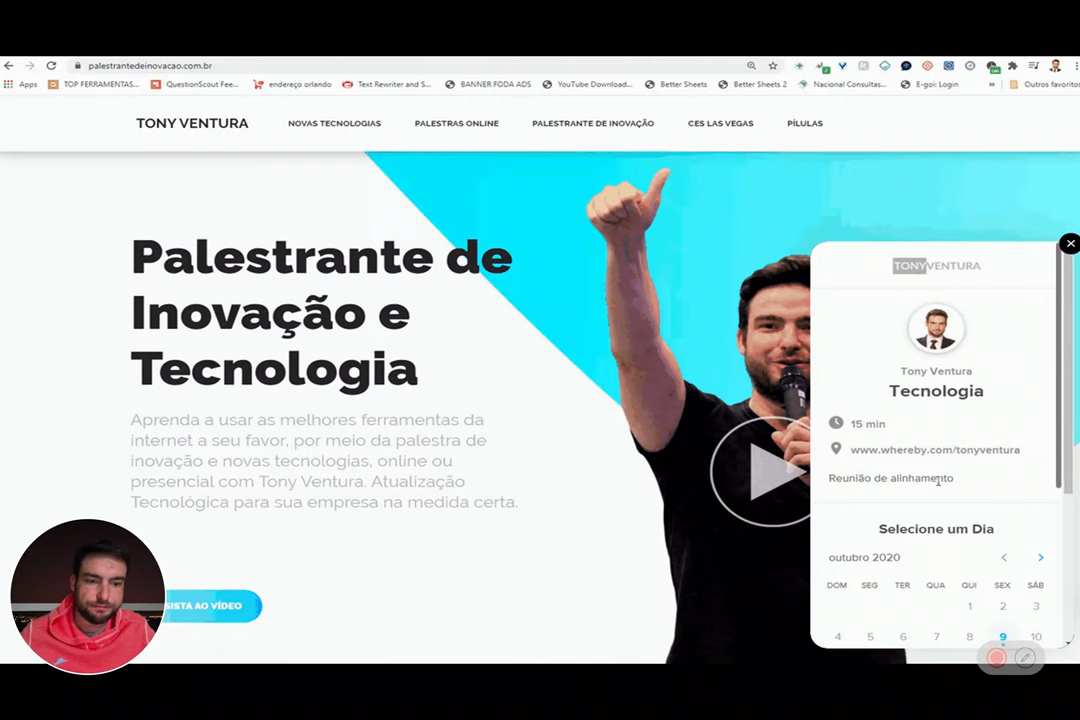 palestrantedeinovacao.com.br
Apps TOP FERRAMENTAS... QuestionScout Fee... endereço orlando Text Rewriter and S... BANNER FODA ADS YouTube Download... Better Sheets Better Sheets 2 Nacional Consultas... E-goi: Login » Outros favoritos
TONY VENTURA NOVAS TECNOLOGIAS PALESTRAS ONLINE PALESTRANTE DE INOVAÇÃO CES LAS VEGAS PÍLULAS
Palestrante de
Inovação e
Tecnologia
Aprenda a usar as melhores ferramentas da
internet a seu favor, por meio da palestra de
inovação e novas tecnologias, online ou
presencial com Tony Ventura. Atualização
Tecnológica para sua empresa na medida certa.
SISTA AO VÍDEO
TONYVENTURA
Tony Ventura
Tecnologia
15 min
www.whereby.com/tonyventura
Reunião de alinhamento
Selecione um Dia
outubro 2020
DOM SEG TER QUA QUI SEX SÁB
1 2 3
4 5 6 7 8 9 10